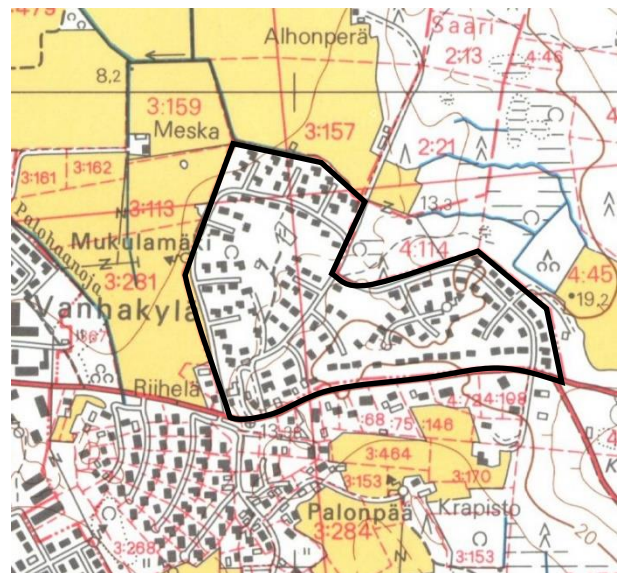 :479
Alhonperä
Saari
2:13
4:46
8,2
3:159
Meska
3:157
2:21
3:161
3:162
3:113
13,3
Palohaanoja
Mukulamäki
4:114
3:281
4:45
19,2
Vanhakylä
Riihelä
4:108
68
75
146
3:464
3:153
3:170
Palonpää
Krapisto
3:284
3:268
3:153
20